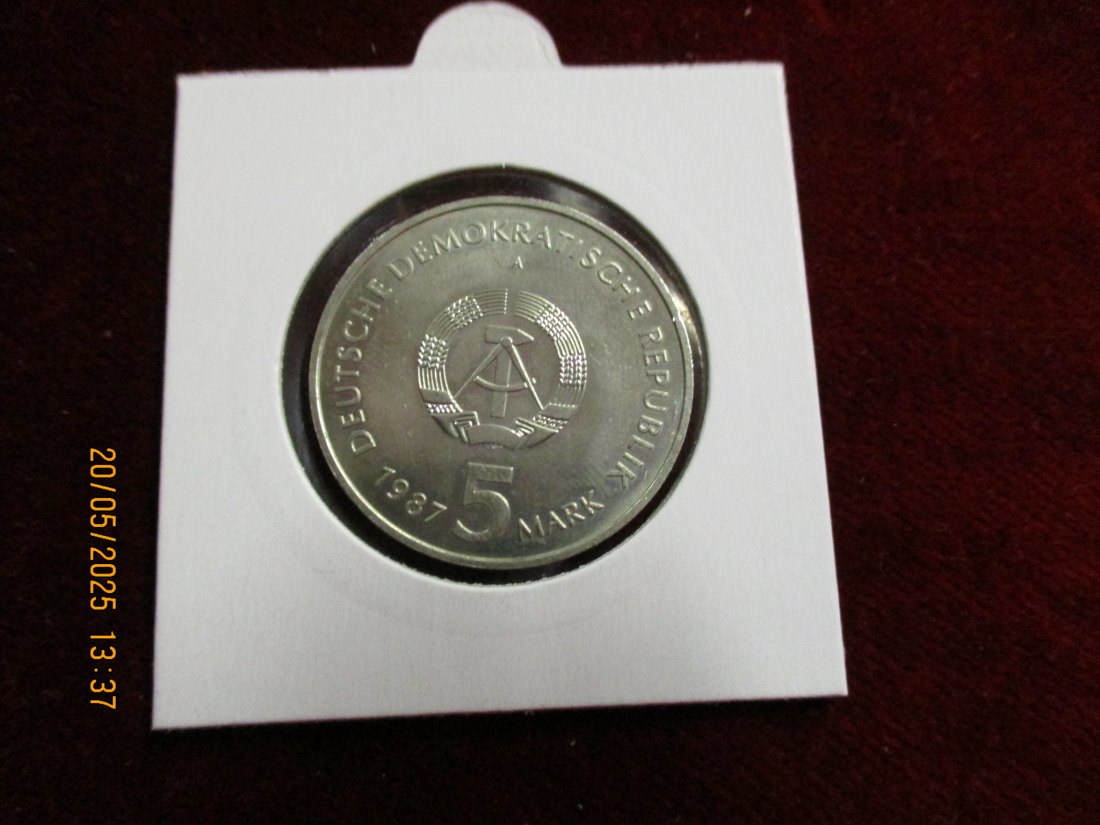 DEUTSCHE DEMOKRATISCHE REPUBLIK
A
1987 5 MARK
20/05/2025 13:37